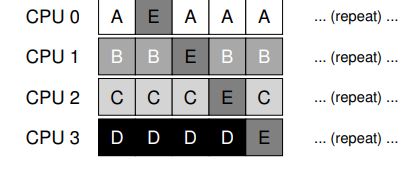 CPU 0 A E A A A ... (repeat) ...
CPU 1 B B E B B ... (repeat) ...
CPU 2 C C C E C ... (repeat) ...
CPU 3 D D D D E ... (repeat) ...